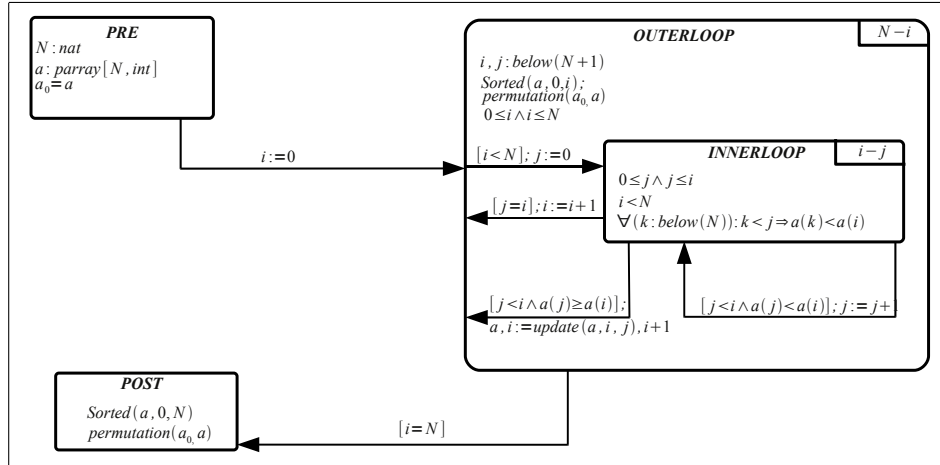 PRE
N : nat
a : parray[N , int]
a₀=a
i :=0
OUTERLOOP
N−i
i , j : below(N+1)
Sorted(a ,0,i);
permutation(a₀, a)
0≤i∧i≤N
[i<N]; j:=0
INNERLOOP
i−j
0≤j∧j≤i
i<N
∀(k:below(N)): k<j⇒a(k)<a(i)
[j=i];i:=i+1
[j<i∧a(j)≥a(i)];
a,i:=update(a,i,j),i+1
[j<i∧a(j)<a(i)]; j:=j+1
POST
Sorted(a ,0,N)
permutation(a₀, a)
[i=N]